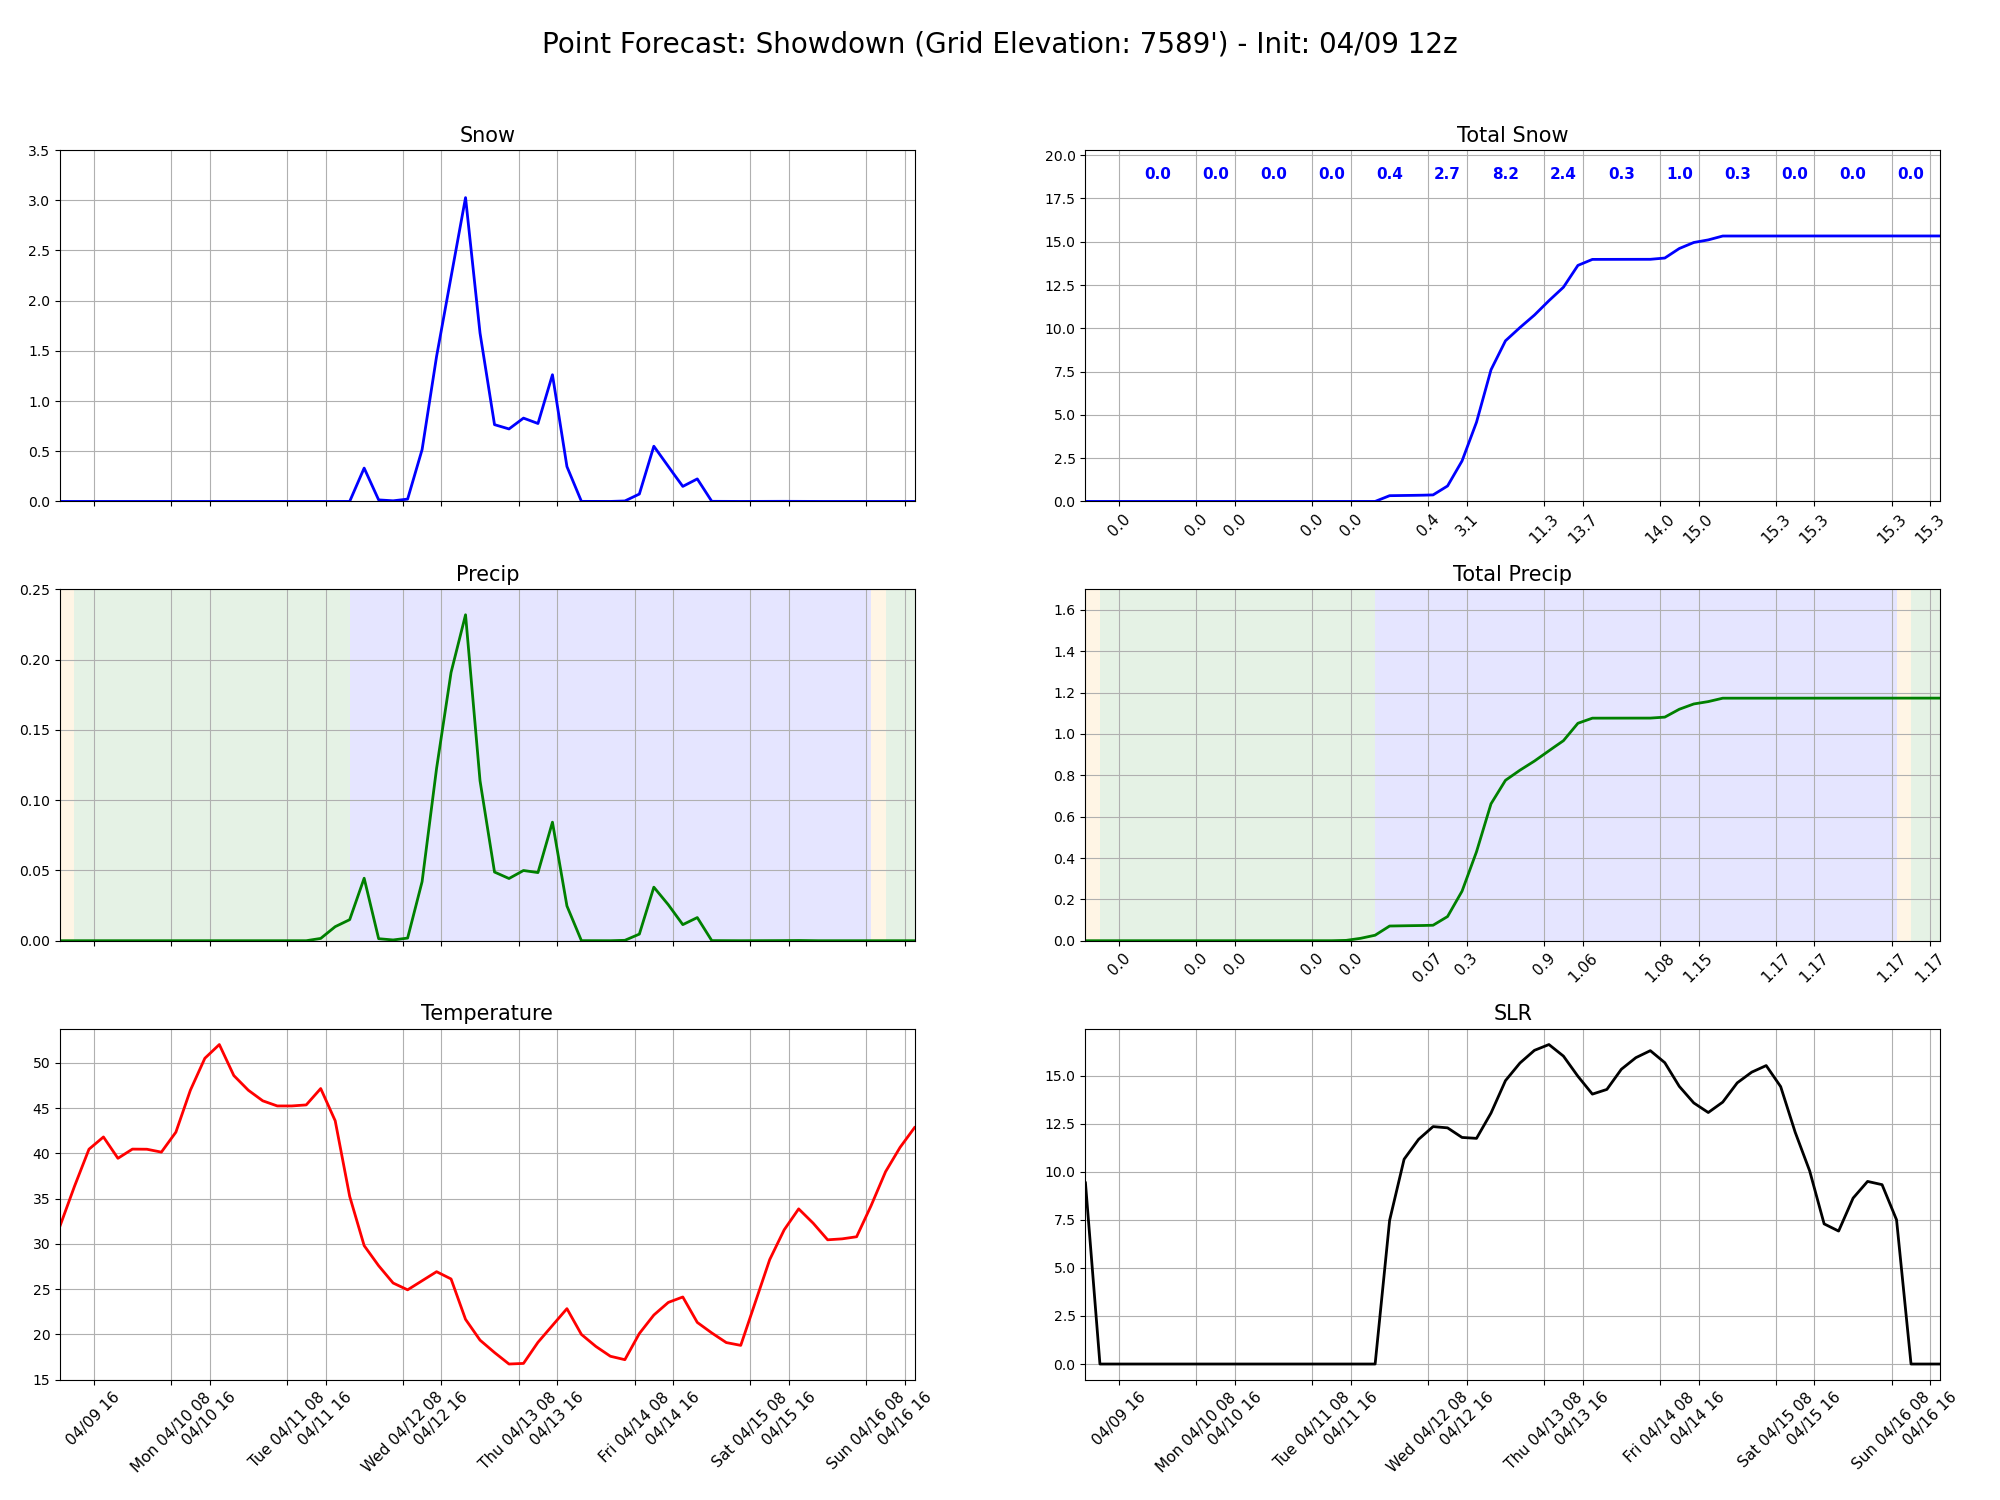 Point Forecast: Showdown (Grid Elevation: 7589') - Init: 04/09 12z
Snow
3.5
3.0
2.5
2.0
1.5
1.0
0.5
0.0
Total Snow
20.0
17.5
15.0
12.5
10.0
7.5
5.0
2.5
0.0
0.0 0.0 0.0 0.0 0.4 2.7 8.2 2.4 0.3 1.0 0.3 0.0 0.0 0.0
0.0 0.0 0.0 0.0 0.0 0.4 3.1 11.3 13.7 14.0 15.0 15.3 15.3 15.3 15.3
Precip
0.25
0.20
0.15
0.10
0.05
0.00
Total Precip
1.6
1.4
1.2
1.0
0.8
0.6
0.4
0.2
0.0
0.0 0.0 0.0 0.0 0.0 0.07 0.3 0.9 1.06 1.08 1.15 1.17 1.17 1.17 1.17
Temperature
50
45
40
35
30
25
20
15
04/09 16
Mon 04/10 08
04/10 16
Tue 04/11 08
04/11 16
Wed 04/12 08
04/12 16
Thu 04/13 08
04/13 16
Fri 04/14 08
04/14 16
Sat 04/15 08
04/15 16
Sun 04/16 08
04/16 16
SLR
15.0
12.5
10.0
7.5
5.0
2.5
0.0
04/09 16
Mon 04/10 08
04/10 16
Tue 04/11 08
04/11 16
Wed 04/12 08
04/12 16
Thu 04/13 08
04/13 16
Fri 04/14 08
04/14 16
Sat 04/15 08
04/15 16
Sun 04/16 08
04/16 16